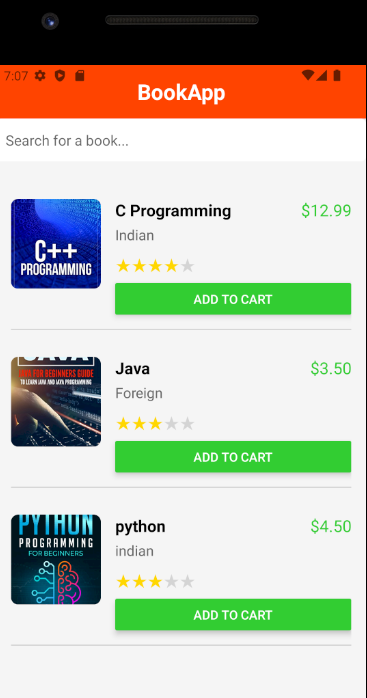 7:07
BookApp
Search for a book...
C++
PROGRAMMING
C Programming
$12.99
Indian
ADD TO CART
JAVA
FOR BEGINNERS GUIDE
TO LEARN JAVA AND JAVA PROGRAMMING
Java
$3.50
Foreign
ADD TO CART
PYTHON
PROGRAMMING
FOR BEGINNERS
python
$4.50
indian
ADD TO CART